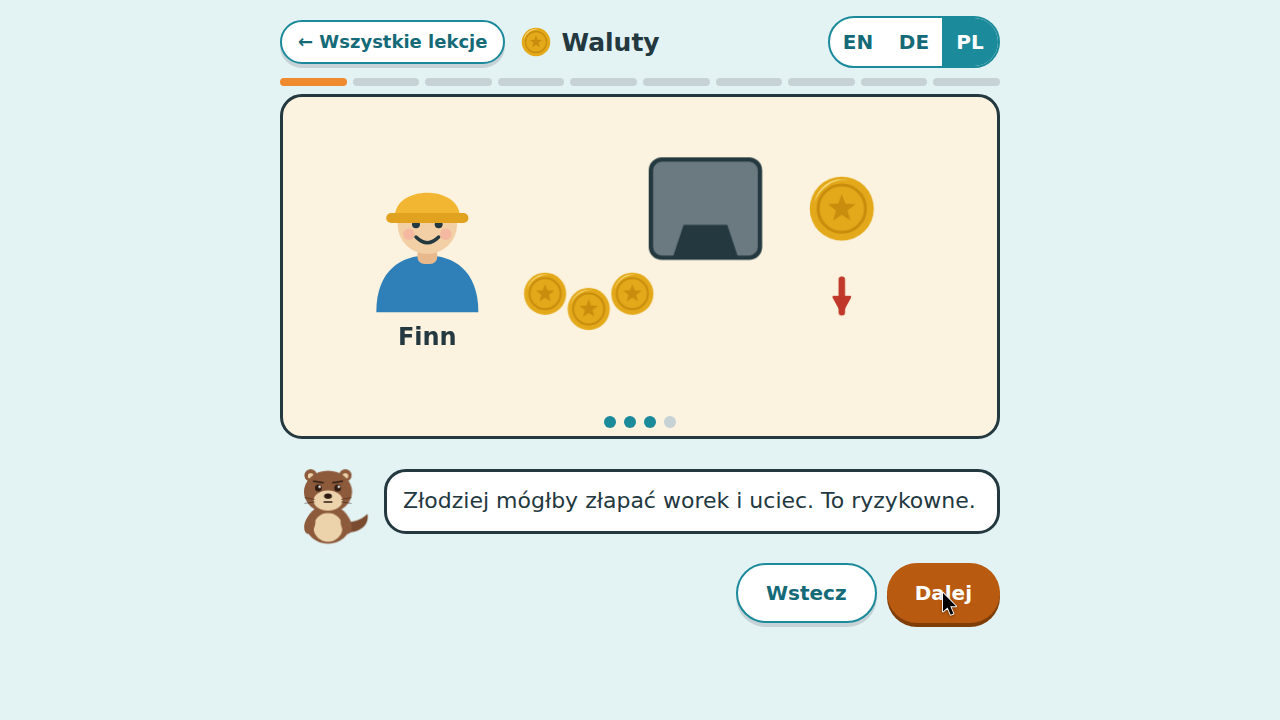 ← Wszystkie lekcje
Waluty
EN DE PL
Finn
Złodziej mógłby złapać worek i uciec. To ryzykowne.
Wstecz
Dalej